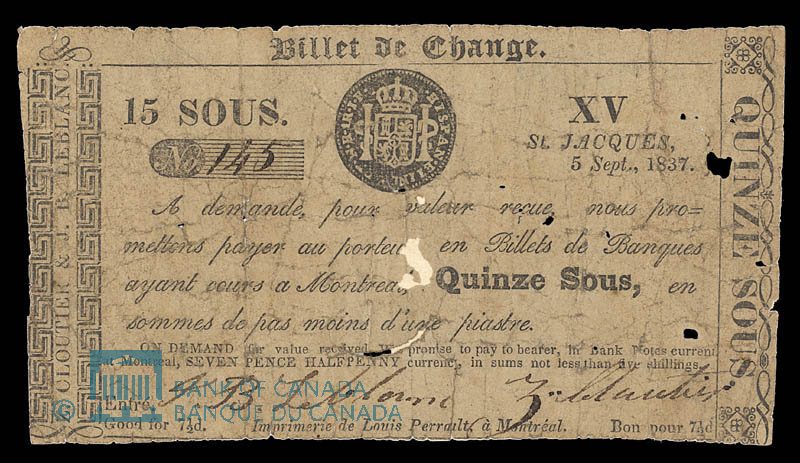 Billet de Change.
15 SOUS.
XV
No 145
HISPAN
St. JACQUES,
5 Sept., 1837.
A demande, pour valeur reçue, nous pro=
mettons payer au porteur en Billets de Banques
ayant cours a Montreal, Quinze Sous, en
sommes de pas moins d'une piastre.
ON DEMAND for value received We promise to pay to bearer, in Bank Notes current
at Montreal, SEVEN PENCE HALFPENNY currency, in sums not less than five shillings.
Entre
Good for 7½d. Imprimerie de Louis Perrault, à Montréal. Bon pour 7½d
CLOUTIER & J. B. LEBLANC
QUINZE SOUS
© BANK OF CANADA
BANQUE DU CANADA